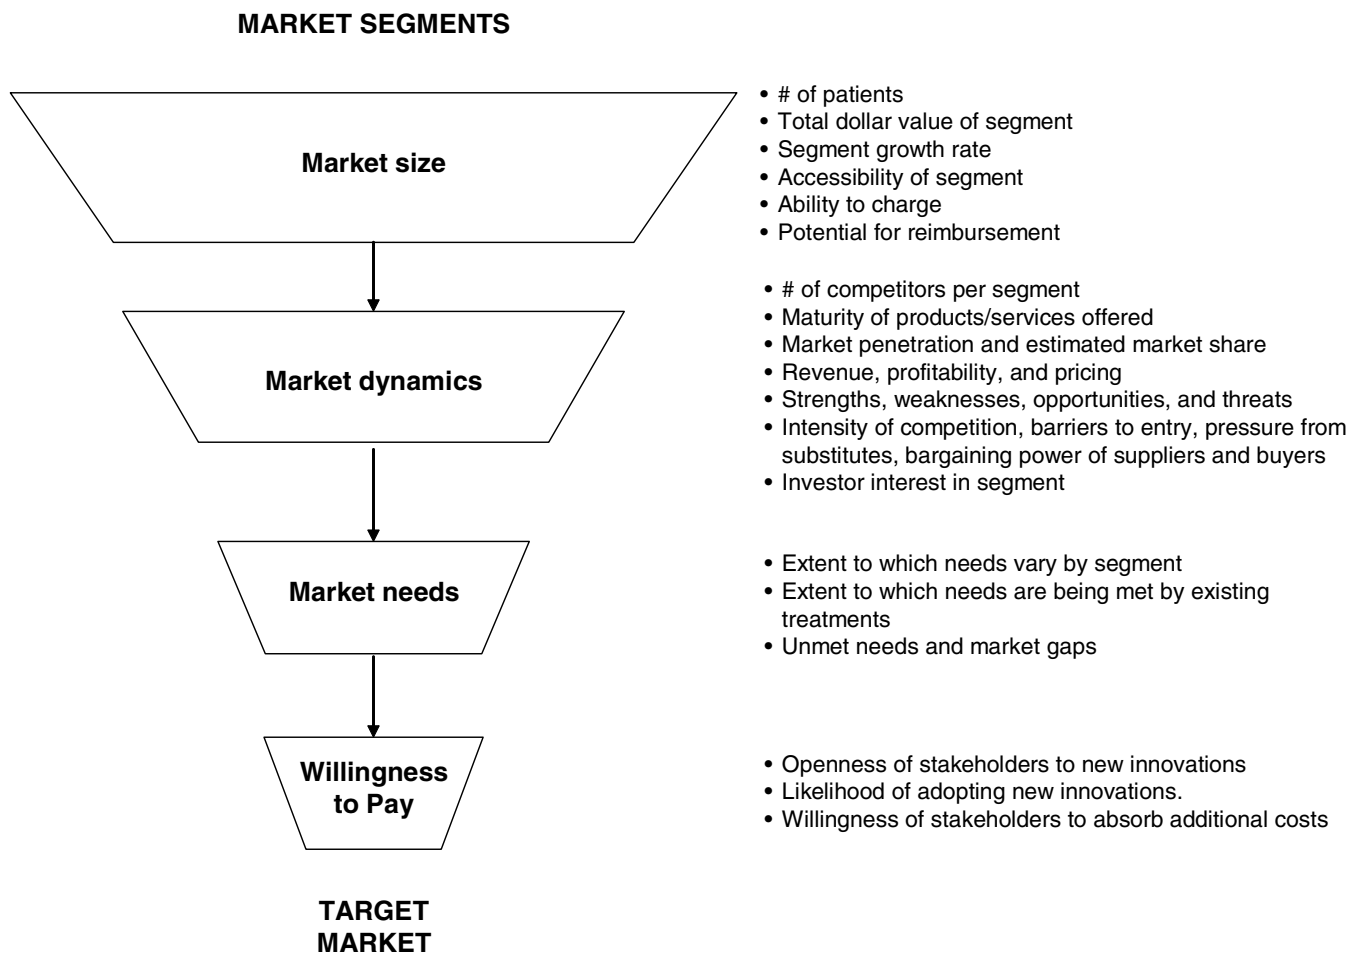 MARKET SEGMENTS
Market size
• # of patients
• Total dollar value of segment
• Segment growth rate
• Accessibility of segment
• Ability to charge
• Potential for reimbursement
Market dynamics
• # of competitors per segment
• Maturity of products/services offered
• Market penetration and estimated market share
• Revenue, profitability, and pricing
• Strengths, weaknesses, opportunities, and threats
• Intensity of competition, barriers to entry, pressure from
substitutes, bargaining power of suppliers and buyers
• Investor interest in segment
Market needs
• Extent to which needs vary by segment
• Extent to which needs are being met by existing
treatments
• Unmet needs and market gaps
Willingness
to Pay
• Openness of stakeholders to new innovations
• Likelihood of adopting new innovations.
• Willingness of stakeholders to absorb additional costs
TARGET
MARKET